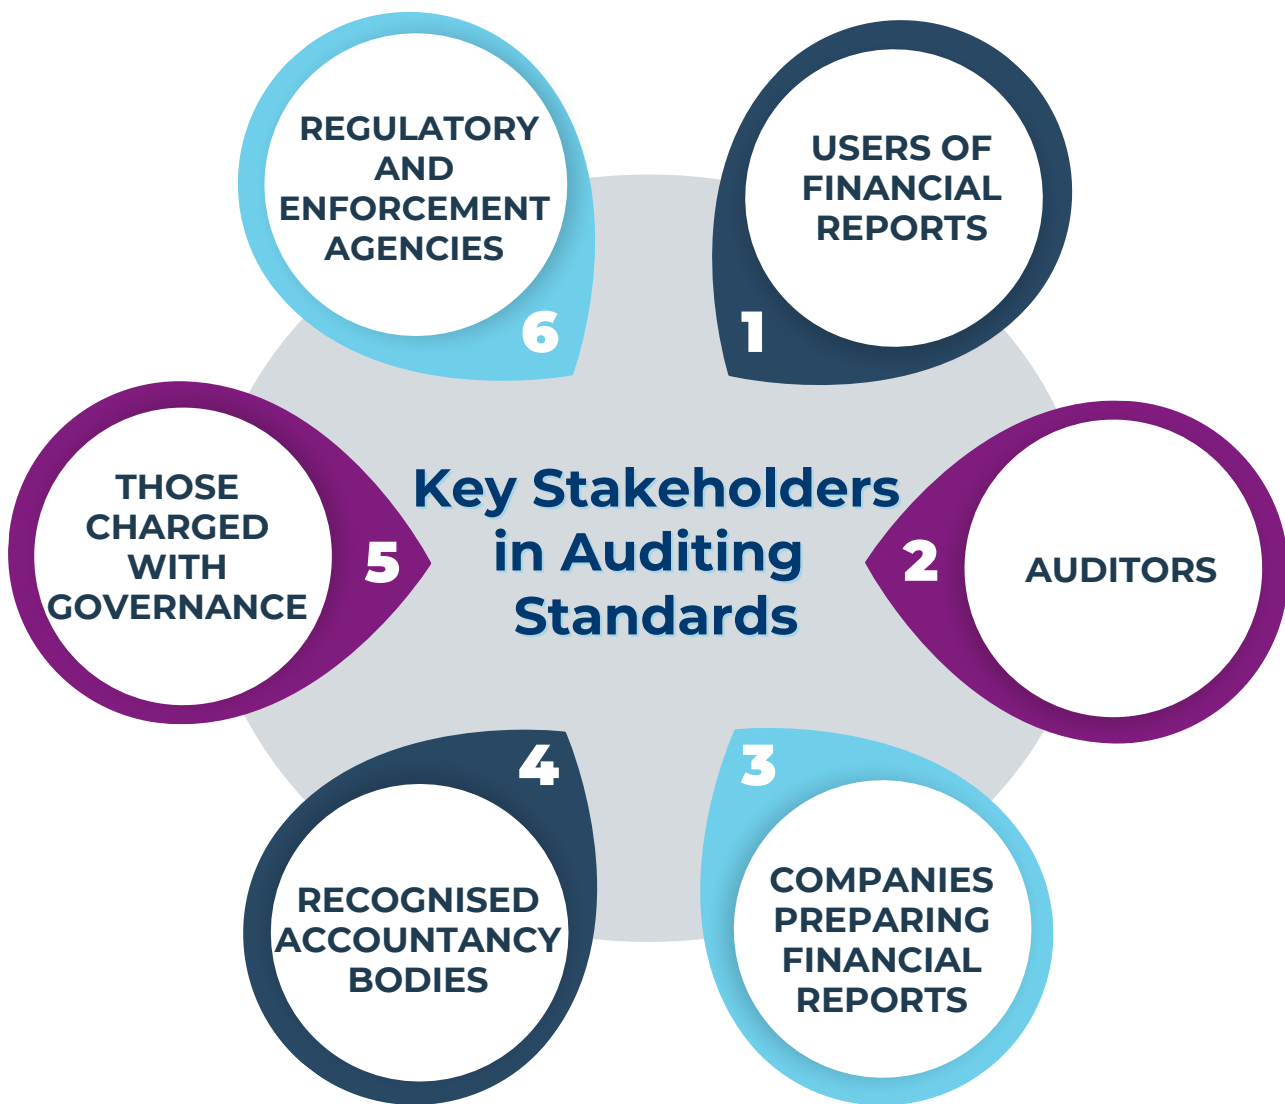 Key Stakeholders
in Auditing
Standards
1
USERS OF
FINANCIAL
REPORTS
2
AUDITORS
3
COMPANIES
PREPARING
FINANCIAL
REPORTS
4
RECOGNISED
ACCOUNTANCY
BODIES
5
THOSE
CHARGED
WITH
GOVERNANCE
6
REGULATORY
AND
ENFORCEMENT
AGENCIES